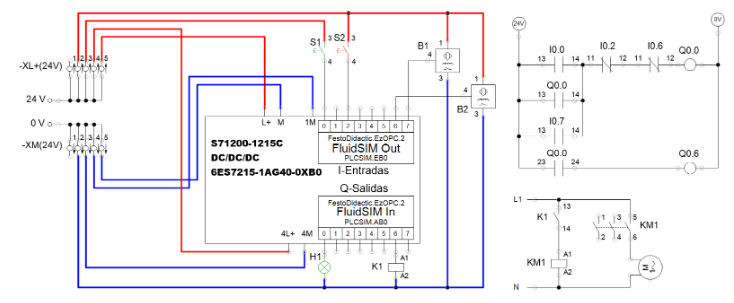 1 2 3 4 5
-XL+(24V)
24 V
0 V
-XM(24V)
1 2 3 4 5
S1 3 4
S2 3 4
B1 1 4 3
B2 1 4 3
L+ M 1M 0 1 2 3 4 5 6 7
S71200-1215C
DC/DC/DC
6ES7215-1AG40-0XB0
FestoDidactic.EzOPC.2
FluidSIM Out
PLCSIM.EB0
I-Entradas
Q-Salidas
FestoDidactic.EzOPC.2
FluidSIM In
PLCSIM.AB0
4L+ 4M 0 1 2 3 4 5 6 7
H1
K1 A1 A2
24V 0V
I0.0 I0.2 I0.6 Q0.0
13 14 11 12 11 12
Q0.0
13 14
I0.7
13 14
Q0.0 Q0.6
23 24
L1
K1 13 14
1 3 5 KM1
2 4 6
KM1 A1 A2
M
N